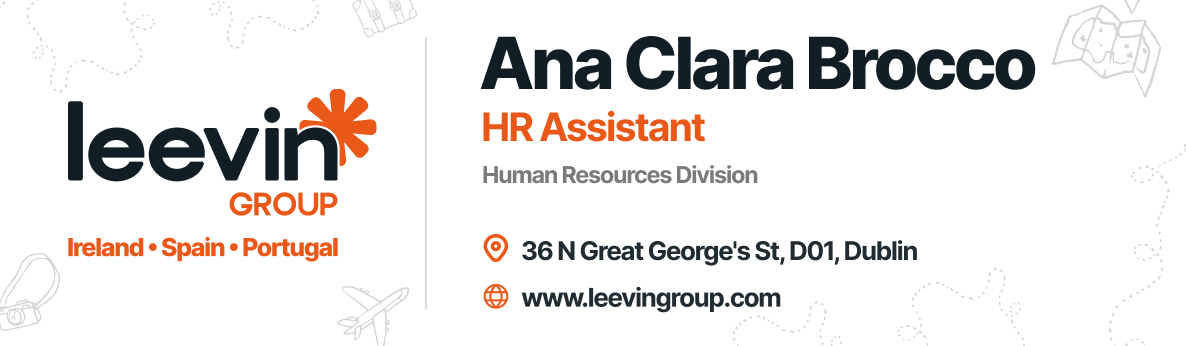 leevin
GROUP
Ireland • Spain • Portugal
Ana Clara Brocco
HR Assistant
Human Resources Division
36 N Great George's St, D01, Dublin
www.leevingroup.com